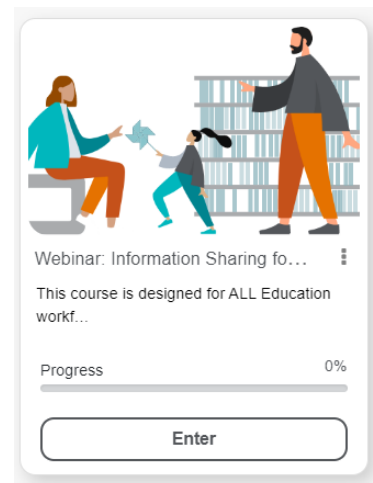 Webinar: Information Sharing fo...
This course is designed for ALL Education
workf...
Progress 0%
Enter